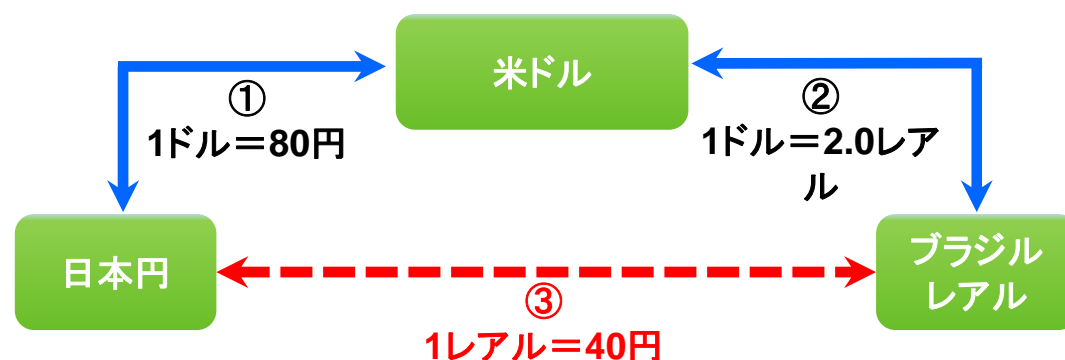 米ドル
①
1ドル＝80円
②
1ドル＝2.0レア
ル
日本円
ブラジル
レアル
③
1レアル＝40円